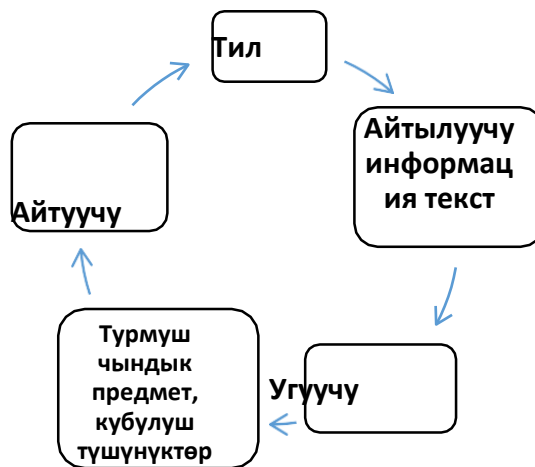 Тил
Айтылуучу
информац
ия текст
Айтуучу
Турмуш
чындык
предмет,
кубулуш
түшүнүктөр
Угуучу